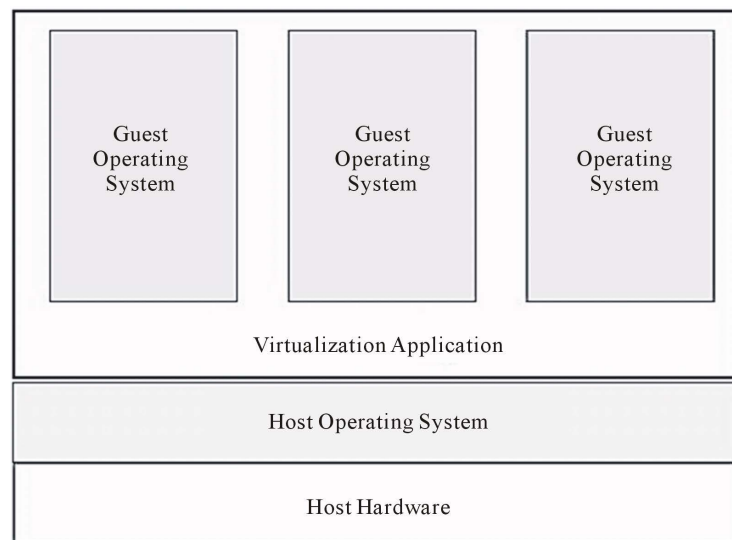 Guest
Operating
System
Guest
Operating
System
Guest
Operating
System
Virtualization Application
Host Operating System
Host Hardware